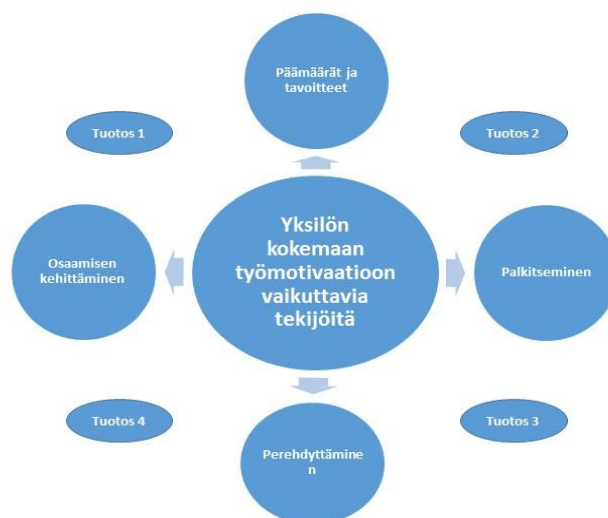 Päämäärät ja
tavoitteet
Tuotos 1
Tuotos 2
Yksilön
kokemaan
työmotivaatioon
vaikuttavia
tekijöitä
Osaamisen
kehittäminen
Palkitseminen
Tuotos 4
Tuotos 3
Perehdyttämine
n